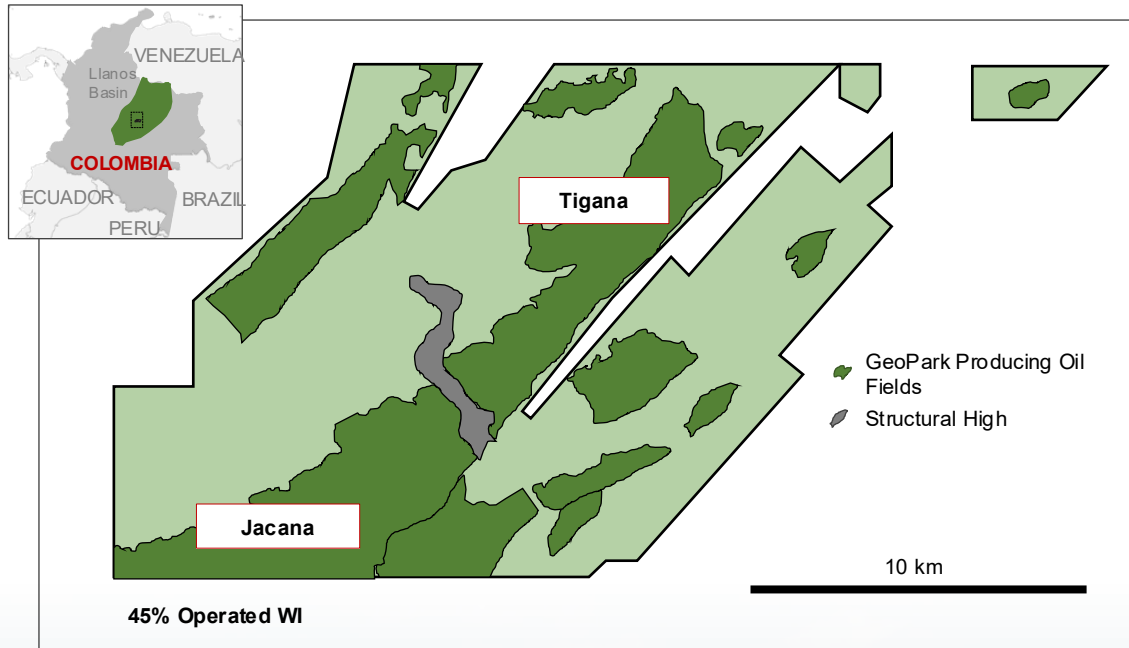 VENEZUELA
Llanos
Basin
COLOMBIA
ECUADOR
BRAZIL
PERU
Tigana
GeoPark Producing Oil
Fields
Structural High
Jacana
10 km
45% Operated WI